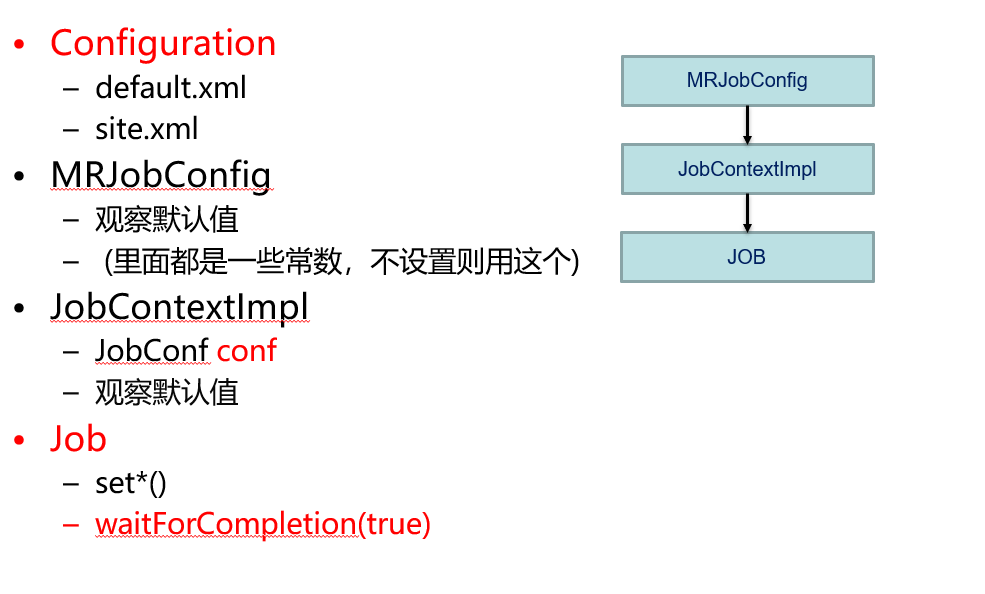 • Configuration
– default.xml
– site.xml
• MRJobConfig
– 观察默认值
– (里面都是一些常数，不设置则用这个)
• JobContextImpl
– JobConf conf
– 观察默认值
• Job
– set*()
– waitForCompletion(true)
MRJobConfig
JobContextImpl
JOB